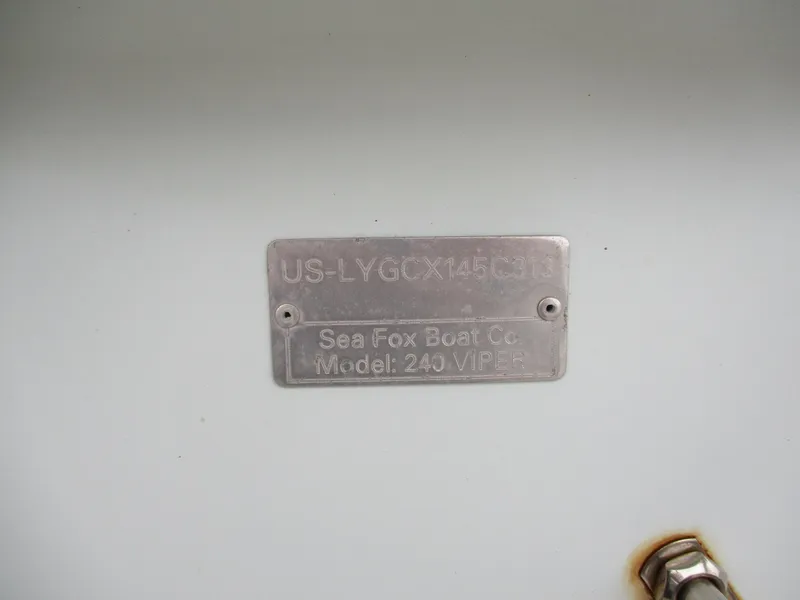 US-LYGCX145C313
Sea Fox Boat Co.
Model: 240 VIPER